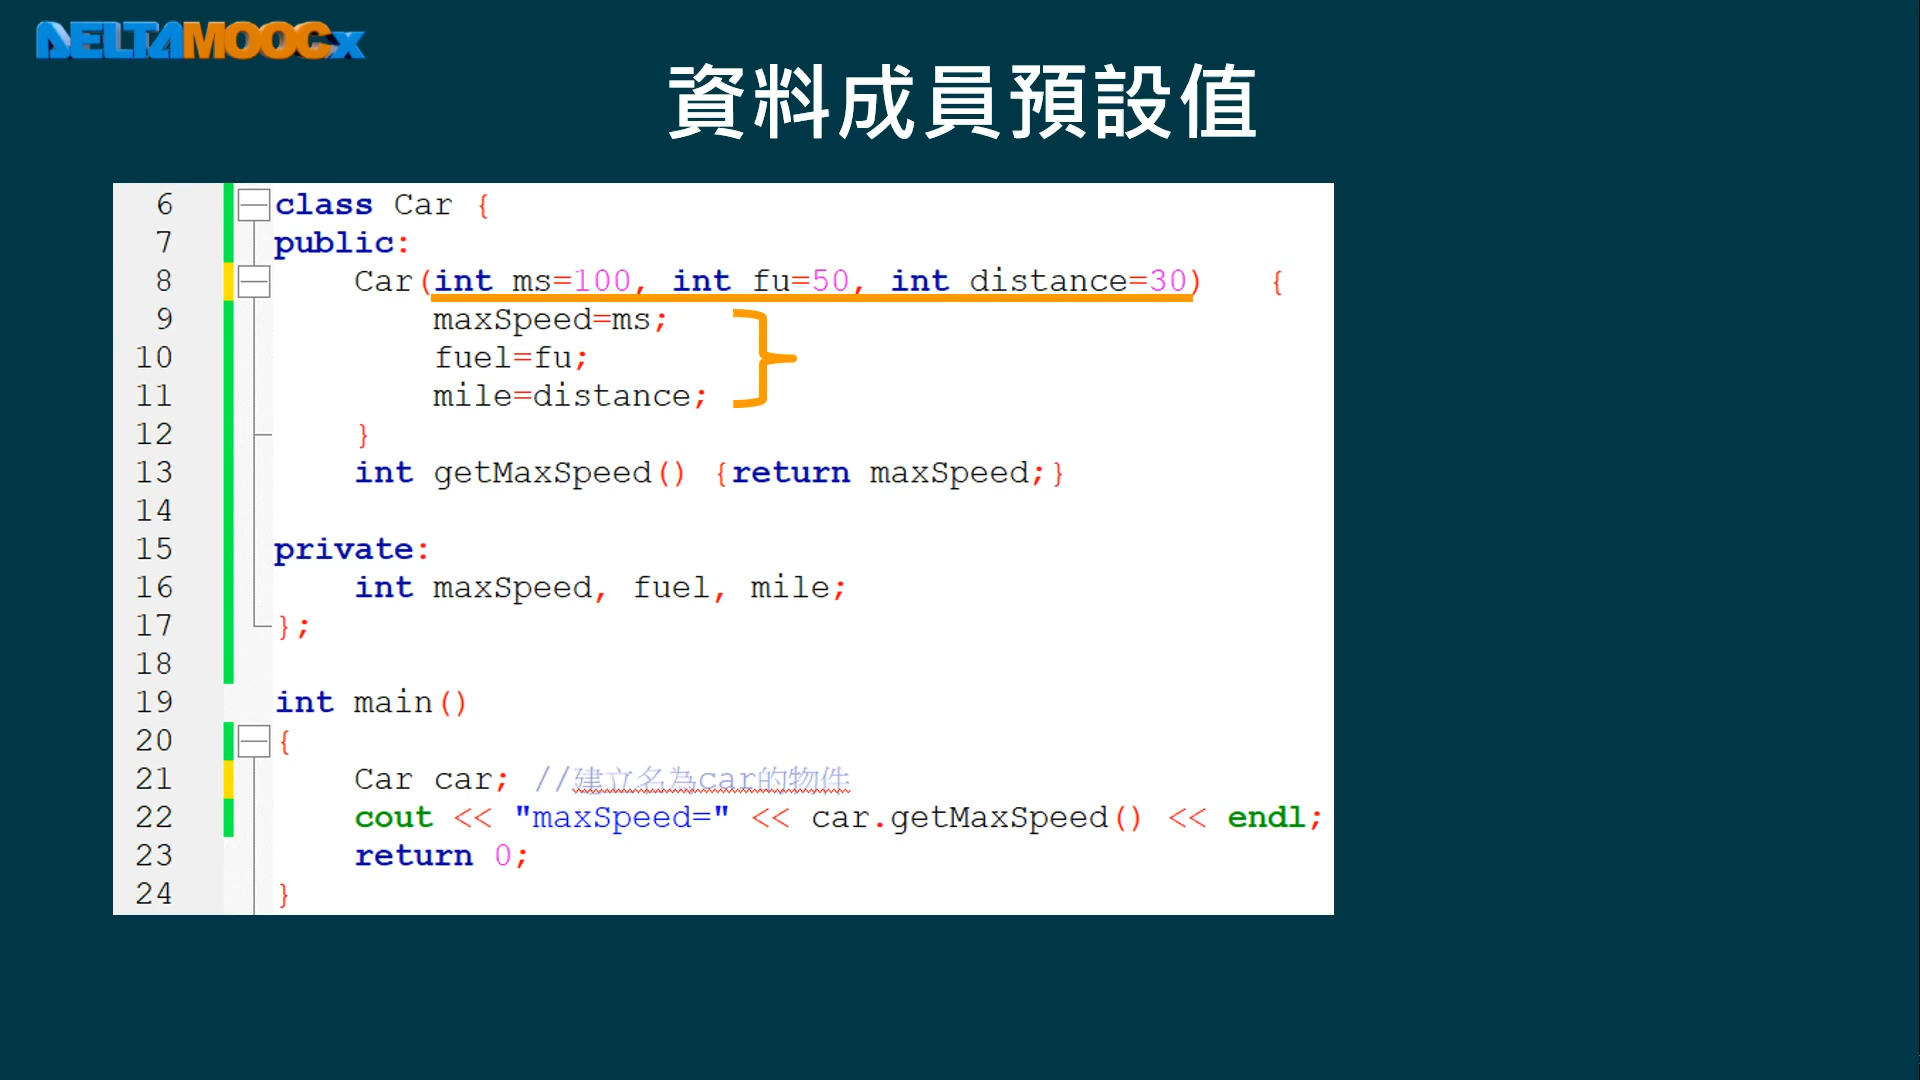 DELTAMOOCx
資料成員預設值
6 class Car {
7 public:
8 Car(int ms=100, int fu=50, int distance=30) {
9 maxSpeed=ms;
10 fuel=fu;
11 mile=distance;
12 }
13 int getMaxSpeed() {return maxSpeed;}
14
15 private:
16 int maxSpeed, fuel, mile;
17 };
18
19 int main()
20 {
21 Car car; //建立名為car的物件
22 cout << "maxSpeed=" << car.getMaxSpeed() << endl;
23 return 0;
24 }